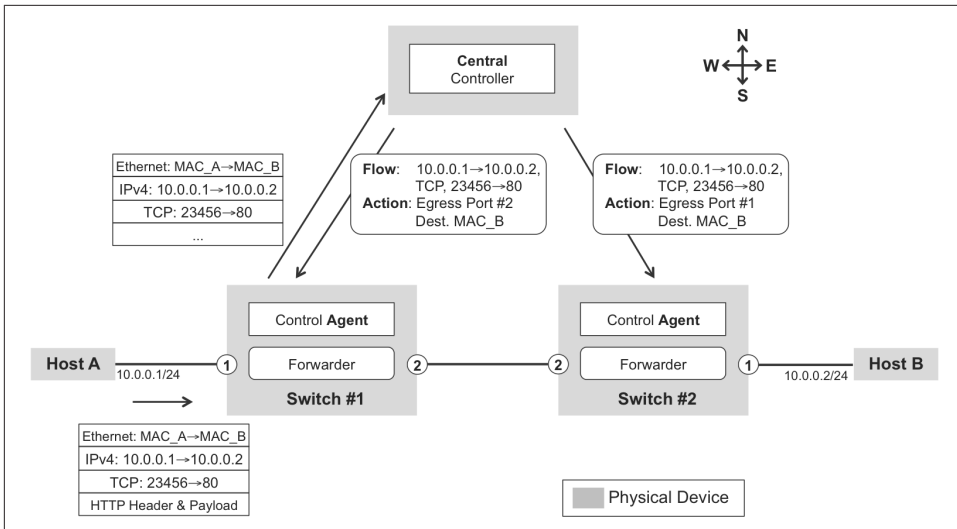 Central
Controller
N
W E
S
Ethernet: MAC_A→MAC_B
IPv4: 10.0.0.1→10.0.0.2
TCP: 23456→80
...
Flow: 10.0.0.1→10.0.0.2,
TCP, 23456→80
Action: Egress Port #2
Dest. MAC_B
Flow: 10.0.0.1→10.0.0.2,
TCP, 23456→80
Action: Egress Port #1
Dest. MAC_B
Control Agent
Forwarder
Switch #1
Control Agent
Forwarder
Switch #2
Host A
10.0.0.1/24
1
2
2
1
10.0.0.2/24
Host B
Ethernet: MAC_A→MAC_B
IPv4: 10.0.0.1→10.0.0.2
TCP: 23456→80
HTTP Header & Payload
Physical Device